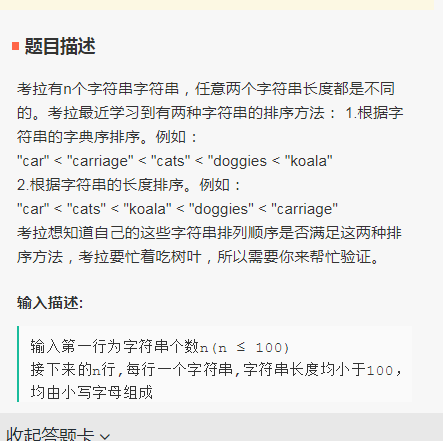 题目描述
考拉有n个字符串字符串，任意两个字符串长度都是不同
的。考拉最近学习到有两种字符串的排序方法： 1.根据字
符串的字典序排序。例如：
"car" < "carriage" < "cats" < "doggies < "koala"
2.根据字符串的长度排序。例如：
"car" < "cats" < "koala" < "doggies" < "carriage"
考拉想知道自己的这些字符串排列顺序是否满足这两种排
序方法，考拉要忙着吃树叶，所以需要你来帮忙验证。
输入描述:
输入第一行为字符串个数n(n ≤ 100)
接下来的n行,每行一个字符串,字符串长度均小于100，
均由小写字母组成
收起答题卡